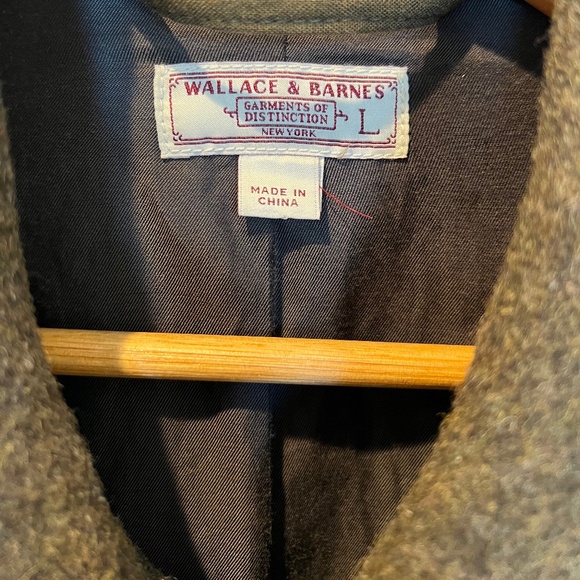 WALLACE & BARNES
GARMENTS OF
DISTINCTION
NEW YORK
L
MADE IN
CHINA